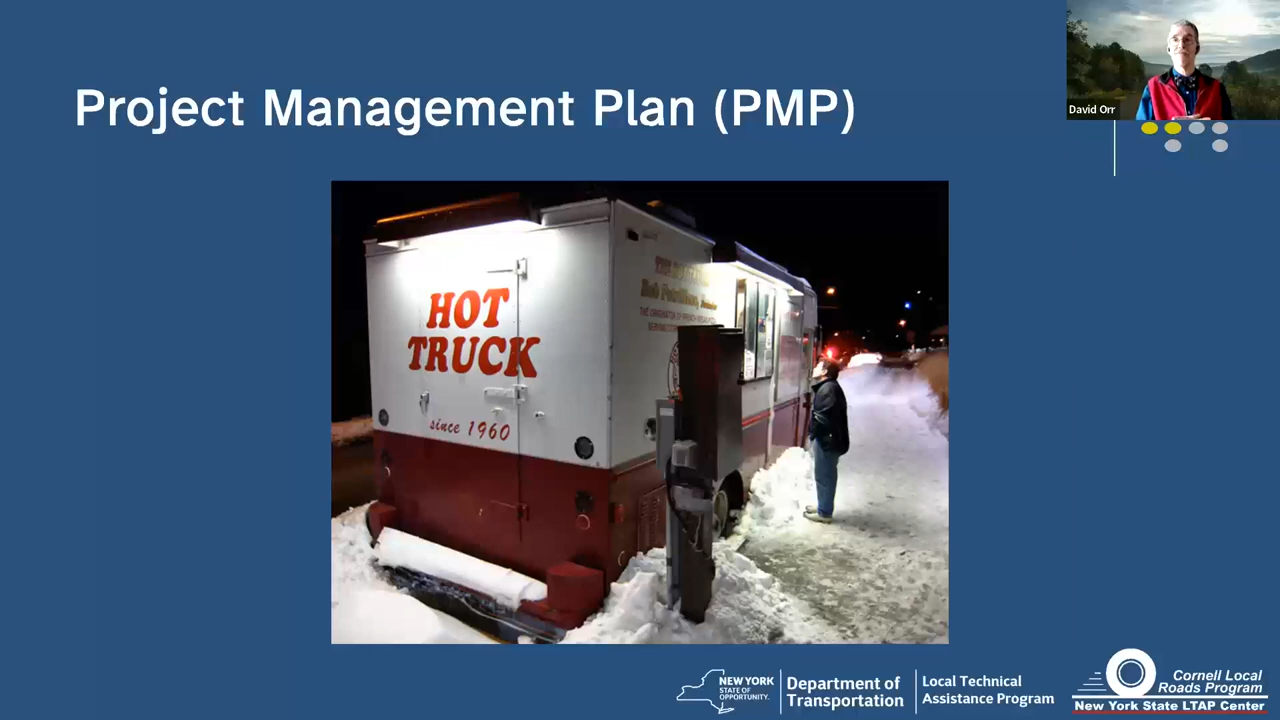 Project Management Plan (PMP)
David Orr
HOT
TRUCK
since 1960
NEW YORK
STATE OF
OPPORTUNITY.
Department of
Transportation
Local Technical
Assistance Program
Cornell Local
Roads Program
New York State LTAP Center